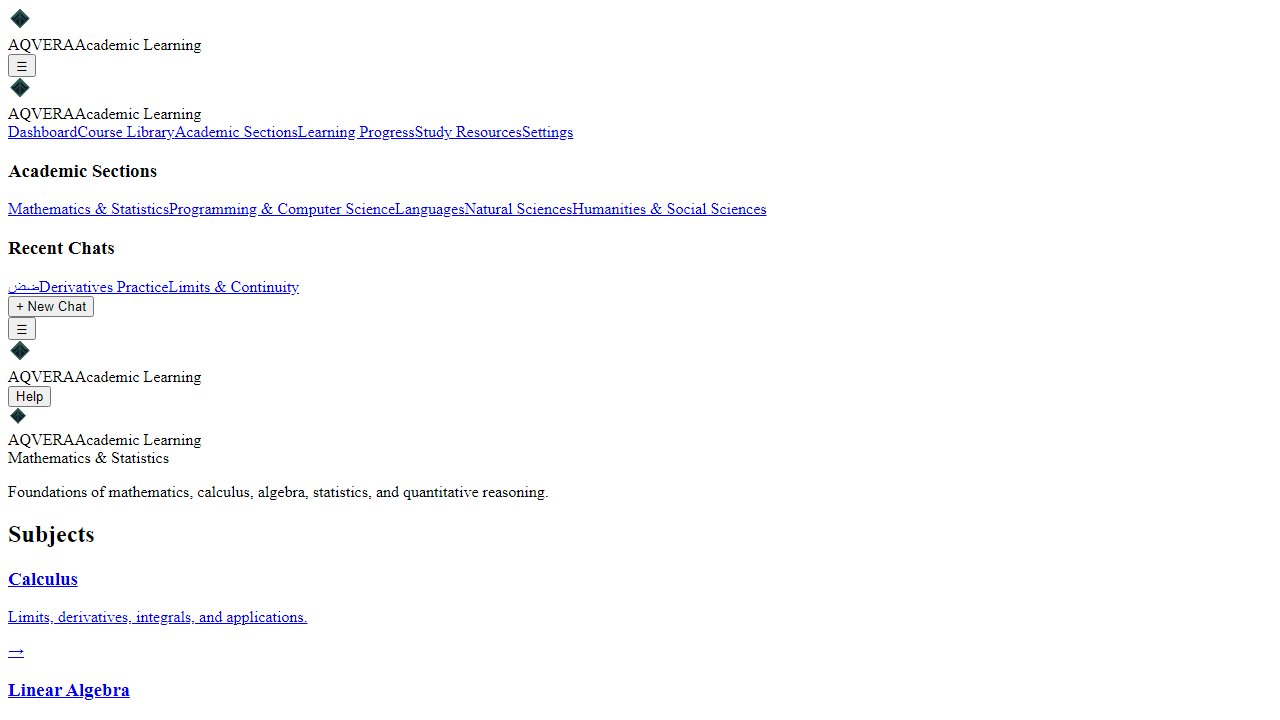 AQVERAAcademic Learning
☰
AQVERAAcademic Learning
DashboardCourse LibraryAcademic SectionsLearning ProgressStudy ResourcesSettings
Academic Sections
Mathematics & StatisticsProgramming & Computer ScienceLanguagesNatural SciencesHumanities & Social Sciences
Recent Chats
ضضDerivatives PracticeLimits & Continuity
+ New Chat
☰
AQVERAAcademic Learning
Help
AQVERAAcademic Learning
Mathematics & Statistics
Foundations of mathematics, calculus, algebra, statistics, and quantitative reasoning.
Subjects
Calculus
Limits, derivatives, integrals, and applications.
→
Linear Algebra